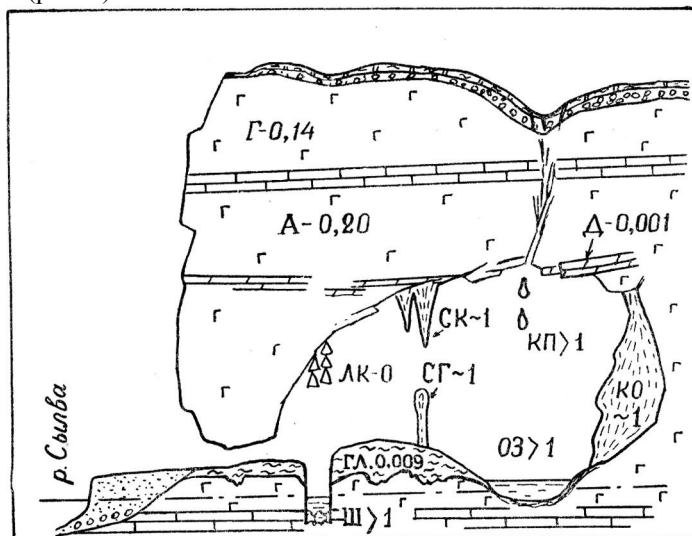 Г-0,14
А-0,20
Д-0,001
СК~1
КП>1
ЛК-0
СГ~1
КО
~1
р. Сылва
ГЛ.0.009
ОЗ>1
Ш>1